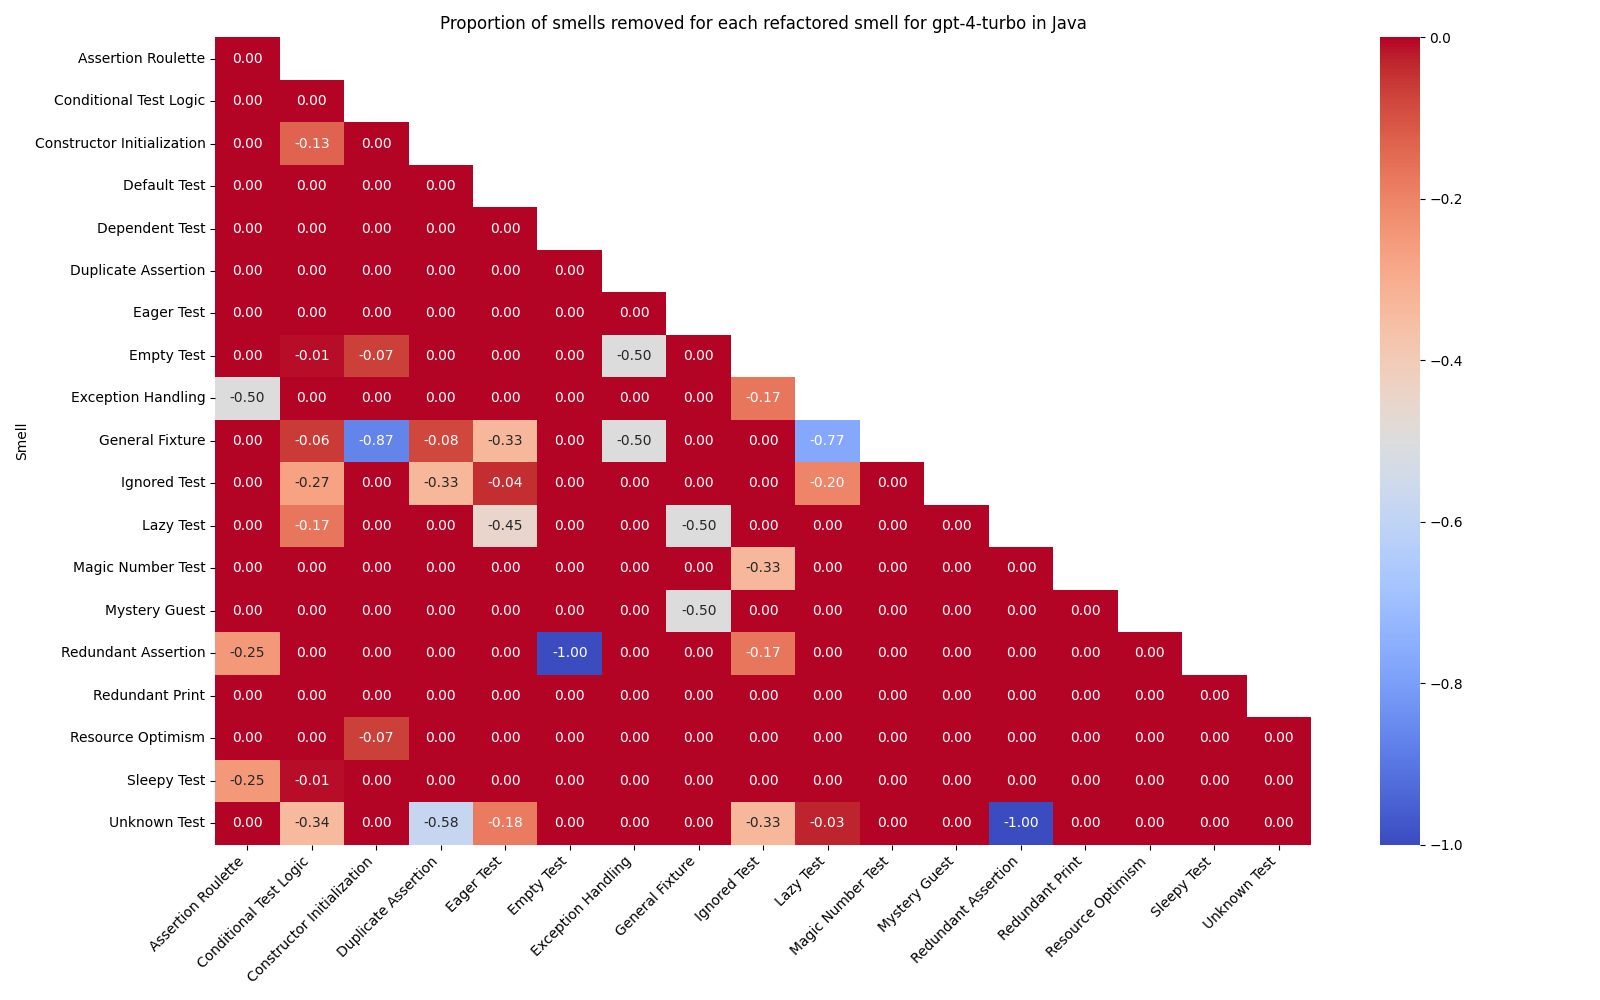 Proportion of smells removed for each refactored smell for gpt-4-turbo in Java
Smell
Assertion Roulette 0.00
Conditional Test Logic 0.00 0.00
Constructor Initialization 0.00 -0.13 0.00
Default Test 0.00 0.00 0.00 0.00
Dependent Test 0.00 0.00 0.00 0.00 0.00
Duplicate Assertion 0.00 0.00 0.00 0.00 0.00 0.00
Eager Test 0.00 0.00 0.00 0.00 0.00 0.00 0.00
Empty Test 0.00 -0.01 -0.07 0.00 0.00 0.00 -0.50 0.00
Exception Handling -0.50 0.00 0.00 0.00 0.00 0.00 0.00 0.00 -0.17
General Fixture 0.00 -0.06 -0.87 -0.08 -0.33 0.00 -0.50 0.00 0.00 -0.77
Ignored Test 0.00 -0.27 0.00 -0.33 -0.04 0.00 0.00 0.00 0.00 -0.20 0.00
Lazy Test 0.00 -0.17 0.00 0.00 -0.45 0.00 0.00 -0.50 0.00 0.00 0.00 0.00
Magic Number Test 0.00 0.00 0.00 0.00 0.00 0.00 0.00 0.00 -0.33 0.00 0.00 0.00 0.00
Mystery Guest 0.00 0.00 0.00 0.00 0.00 0.00 0.00 -0.50 0.00 0.00 0.00 0.00 0.00 0.00
Redundant Assertion -0.25 0.00 0.00 0.00 0.00 -1.00 0.00 0.00 -0.17 0.00 0.00 0.00 0.00 0.00 0.00
Redundant Print 0.00 0.00 0.00 0.00 0.00 0.00 0.00 0.00 0.00 0.00 0.00 0.00 0.00 0.00 0.00 0.00
Resource Optimism 0.00 0.00 -0.07 0.00 0.00 0.00 0.00 0.00 0.00 0.00 0.00 0.00 0.00 0.00 0.00 0.00 0.00
Sleepy Test -0.25 -0.01 0.00 0.00 0.00 0.00 0.00 0.00 0.00 0.00 0.00 0.00 0.00 0.00 0.00 0.00 0.00
Unknown Test 0.00 -0.34 0.00 -0.58 -0.18 0.00 0.00 0.00 -0.33 -0.03 0.00 0.00 -1.00 0.00 0.00 0.00 0.00
Assertion Roulette
Conditional Test Logic
Constructor Initialization
Duplicate Assertion
Eager Test
Empty Test
Exception Handling
General Fixture
Ignored Test
Lazy Test
Magic Number Test
Mystery Guest
Redundant Assertion
Redundant Print
Resource Optimism
Sleepy Test
Unknown Test
0.0
−0.2
−0.4
−0.6
−0.8
−1.0